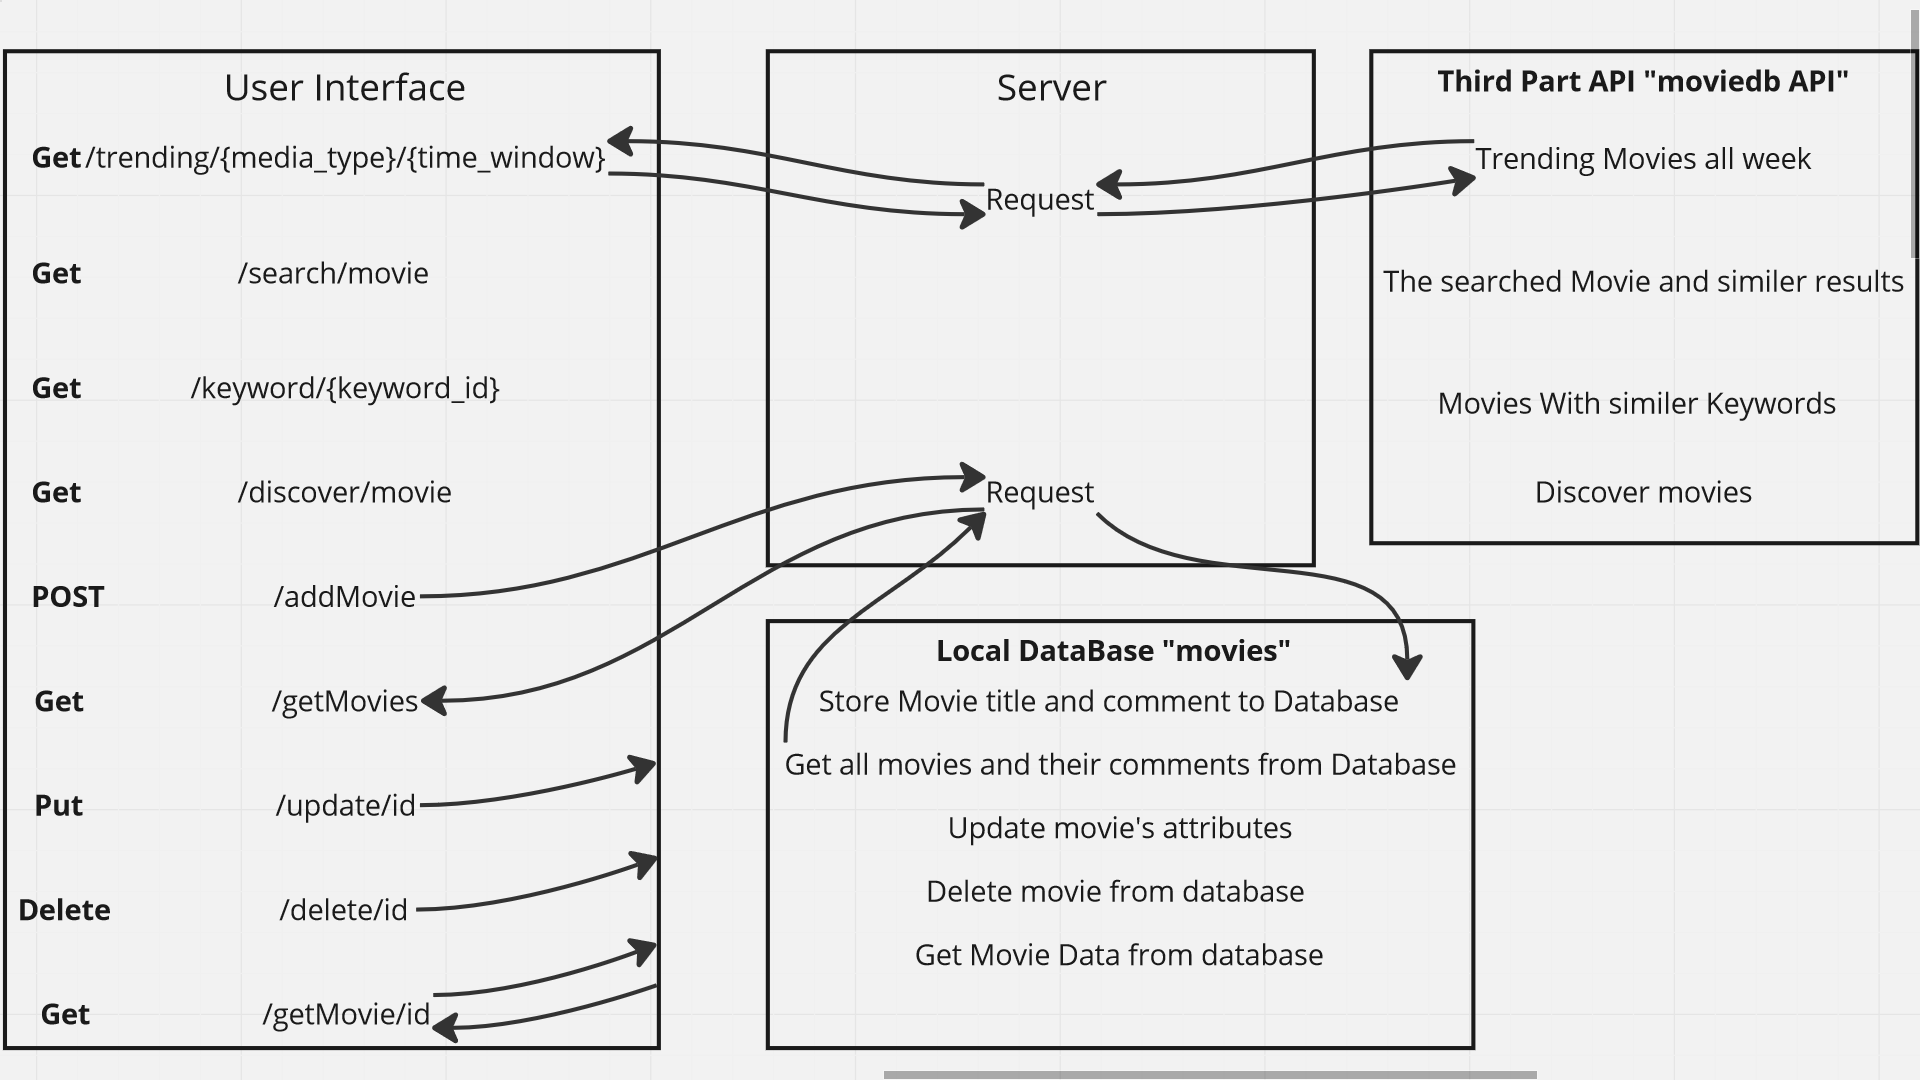 User Interface
Get /trending/{media_type}/{time_window}
Get /search/movie
Get /keyword/{keyword_id}
Get /discover/movie
POST /addMovie
Get /getMovies
Put /update/id
Delete /delete/id
Get /getMovie/id
Server
Request
Request
Third Part API "moviedb API"
Trending Movies all week
The searched Movie and similer results
Movies With similer Keywords
Discover movies
Local DataBase "movies"
Store Movie title and comment to Database
Get all movies and their comments from Database
Update movie's attributes
Delete movie from database
Get Movie Data from database